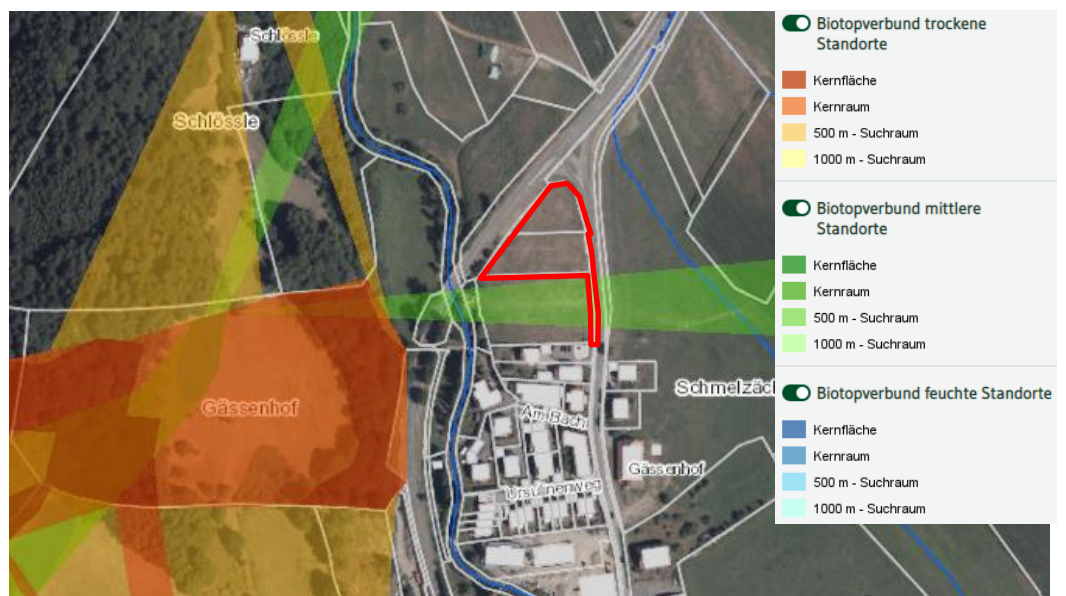 Schlössle
Schlössle
Gässenhof
Am Bach
Ursulinenweg
Gässenhof
Biotopverbund trockene
Standorte
Kernfläche
Kernraum
500 m - Suchraum
1000 m - Suchraum
Biotopverbund mittlere
Standorte
Kernfläche
Kernraum
500 m - Suchraum
1000 m - Suchraum
Biotopverbund feuchte Standorte
Kernfläche
Kernraum
500 m - Suchraum
1000 m - Suchraum